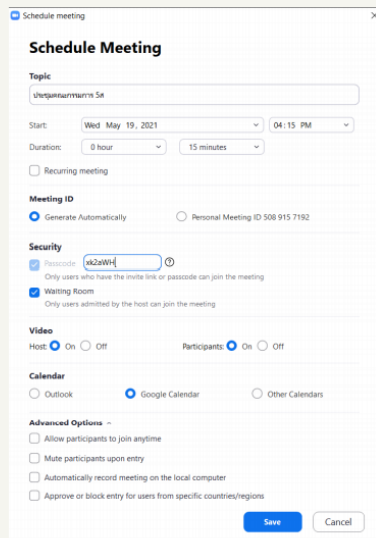 Schedule meeting
Schedule Meeting
Topic
ประชุมคณะกรรมการ 5ส
Start: Wed May 19, 2021 04:15 PM
Duration: 0 hour 15 minutes
Recurring meeting
Meeting ID
Generate Automatically Personal Meeting ID 508 915 7192
Security
Passcode xk2aWH
Only users who have the invite link or passcode can join the meeting
Waiting Room
Only users admitted by the host can join the meeting
Video
Host: On Off Participants: On Off
Calendar
Outlook Google Calendar Other Calendars
Advanced Options
Allow participants to join anytime
Mute participants upon entry
Automatically record meeting on the local computer
Approve or block entry for users from specific countries/regions
Save Cancel